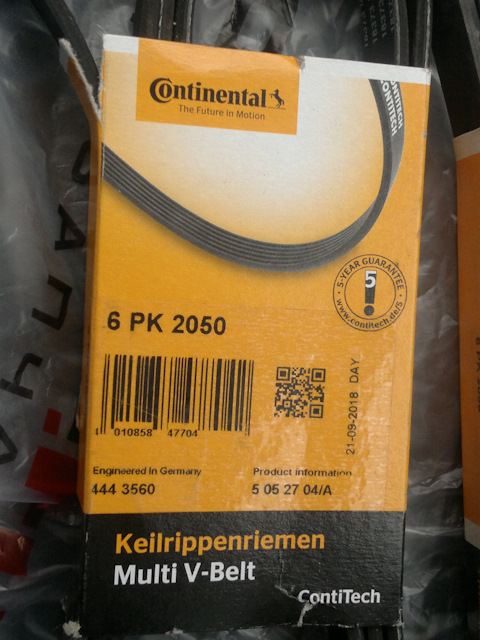 Continental
The Future in Motion
CONTITECH
CONTITECH
5-YEAR GUARANTEE
5
www.contitech.de/5
6 PK 2050
4 010858 47704
21-09-2018 DAY
Engineered in Germany
Product information
444 3560
5 05 27 04/A
Keilrippenriemen
Multi V-Belt
ContiTech